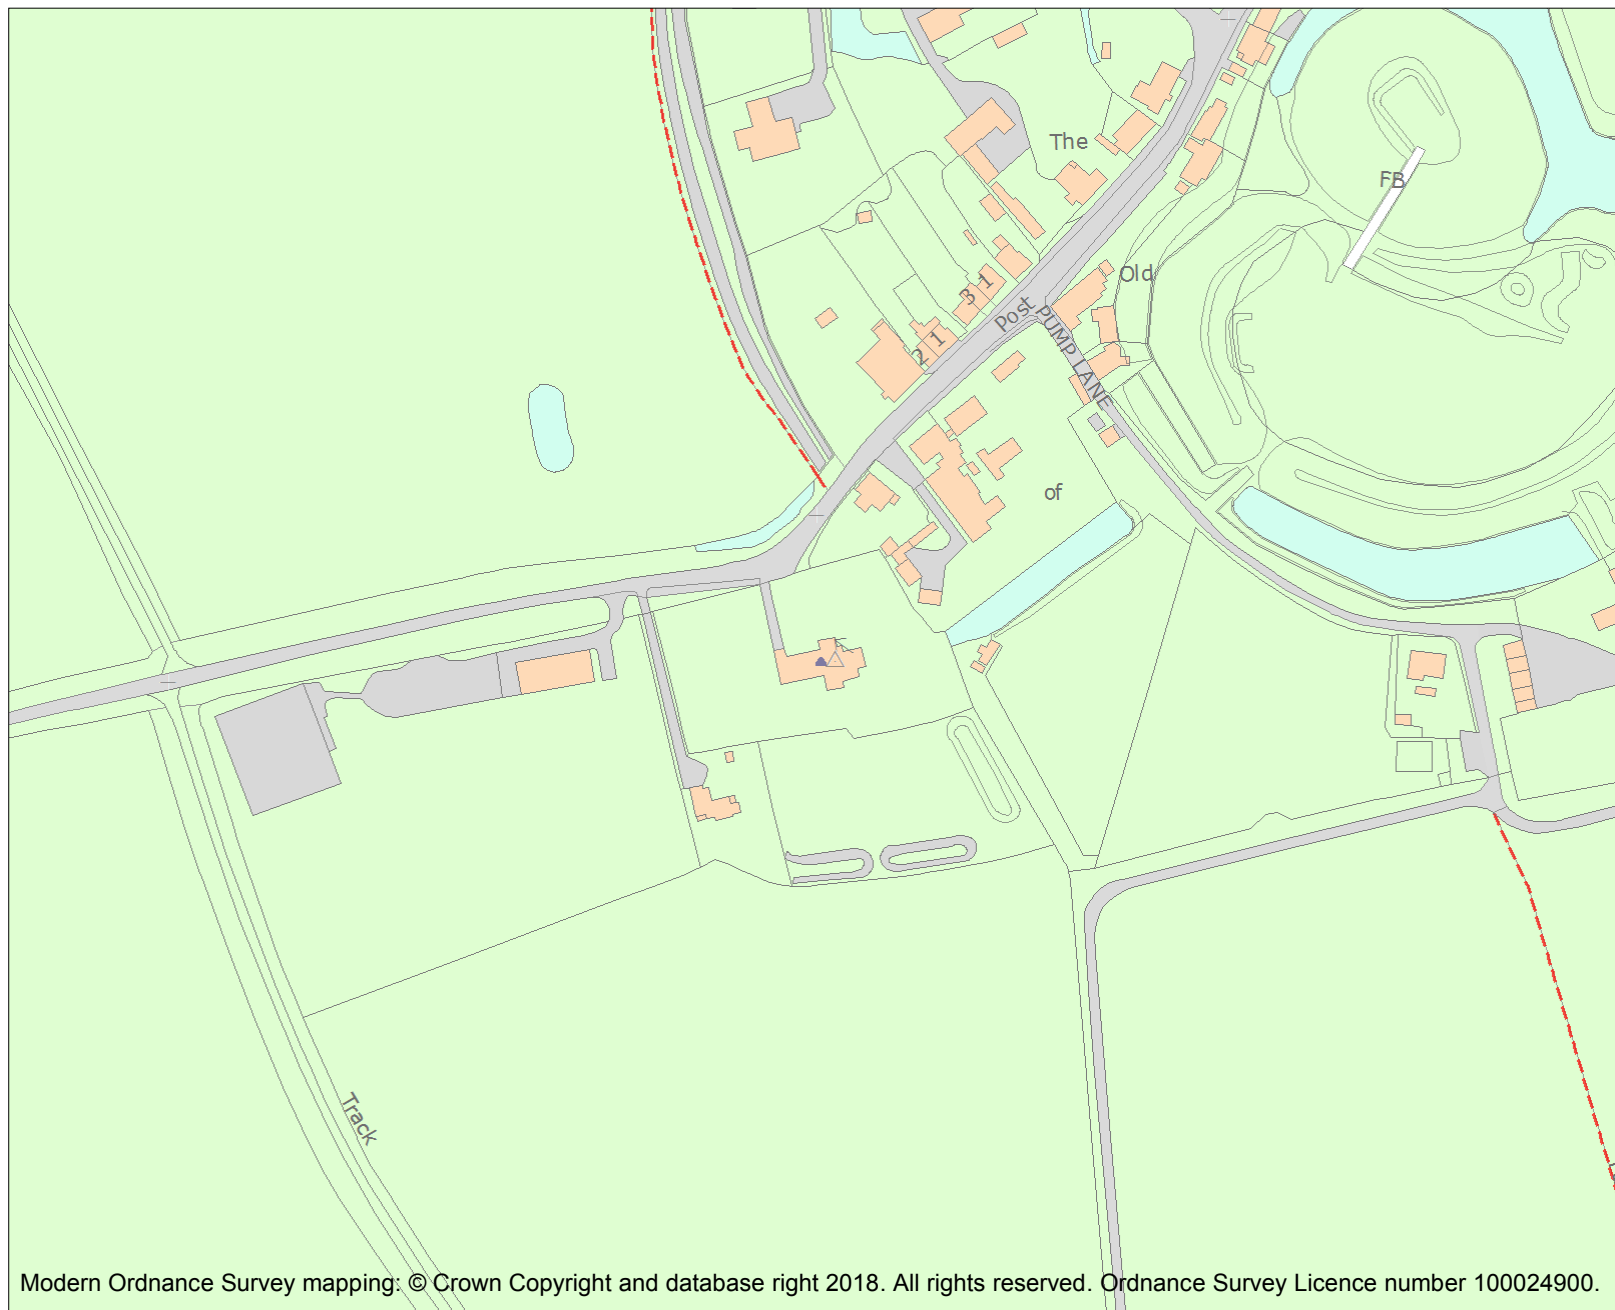 The
FB
Old
3 1
Post
PUMP LANE
2 1
of
Track
Modern Ordnance Survey mapping: © Crown Copyright and database right 2018. All rights reserved. Ordnance Survey Licence number 100024900.